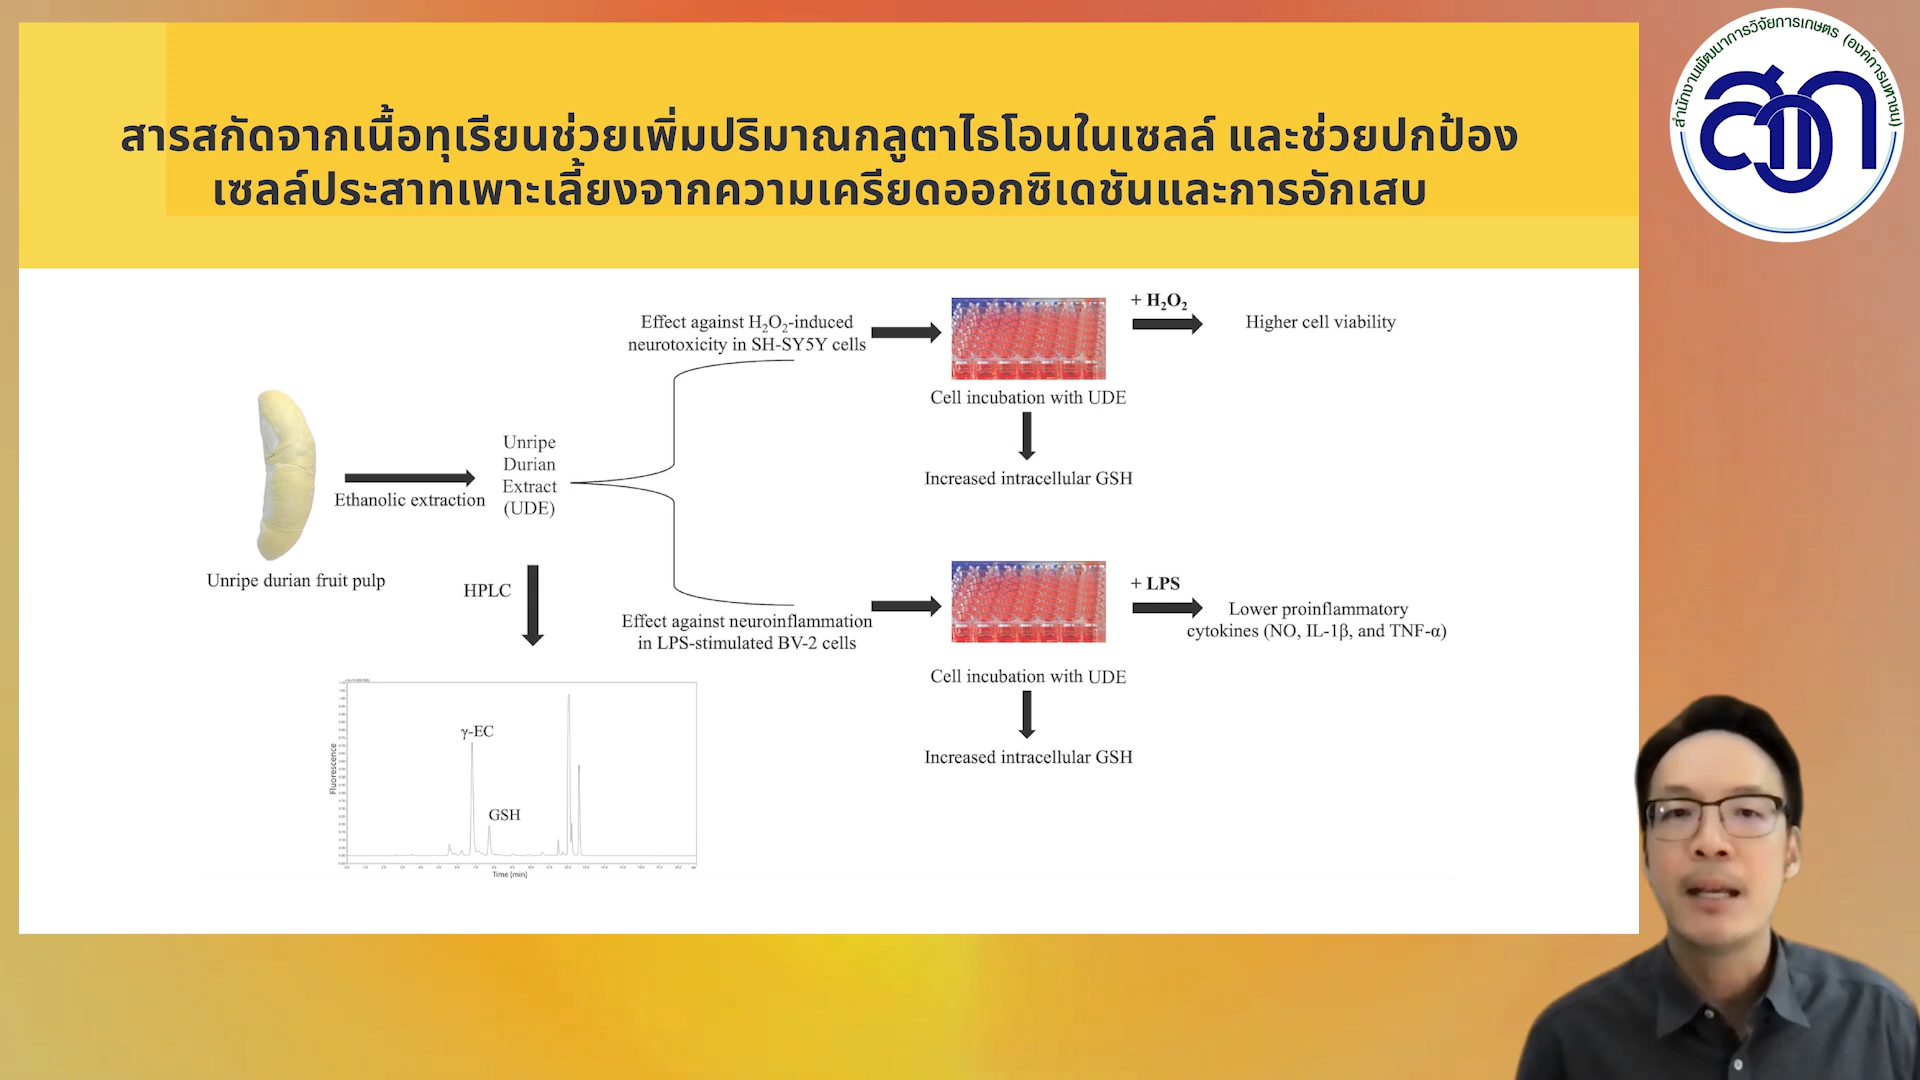 สารสกัดจากเนื้อทุเรียนช่วยเพิ่มปริมาณกลูตาไธโอนในเซลล์ และช่วยปกป้อง
เซลล์ประสาทเพาะเลี้ยงจากความเครียดออกซิเดชันและการอักเสบ
สำนักงานพัฒนาการวิจัยการเกษตร (องค์การมหาชน)
สวก
Unripe durian fruit pulp
Ethanolic extraction
Unripe
Durian
Extract
(UDE)
HPLC
Fluorescence
γ-EC
GSH
Time (min)
Effect against H₂O₂-induced
neurotoxicity in SH-SY5Y cells
Cell incubation with UDE
Increased intracellular GSH
+ H₂O₂
Higher cell viability
Effect against neuroinflammation
in LPS-stimulated BV-2 cells
Cell incubation with UDE
Increased intracellular GSH
+ LPS
Lower proinflammatory
cytokines (NO, IL-1β, and TNF-α)